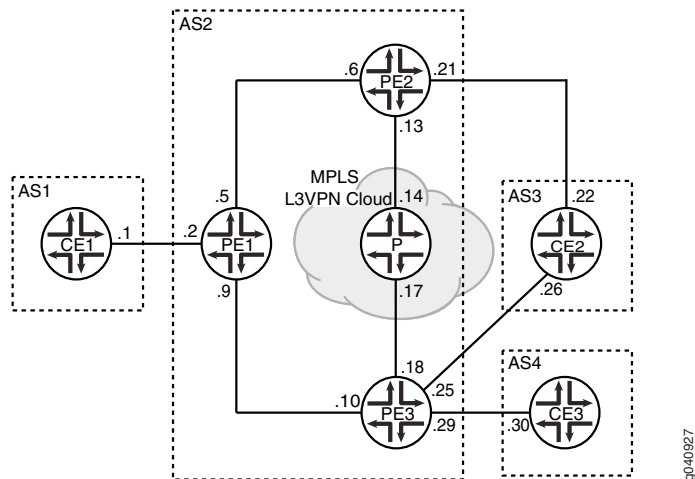 AS2
.6
.21
PE2
.13
MPLS
L3VPN Cloud
.14
AS1
AS3
.5
.22
.1
.2
CE1
PE1
P
CE2
.9
.17
.26
.18
AS4
.25
.10
PE3
.29
.30
CE3
g040927